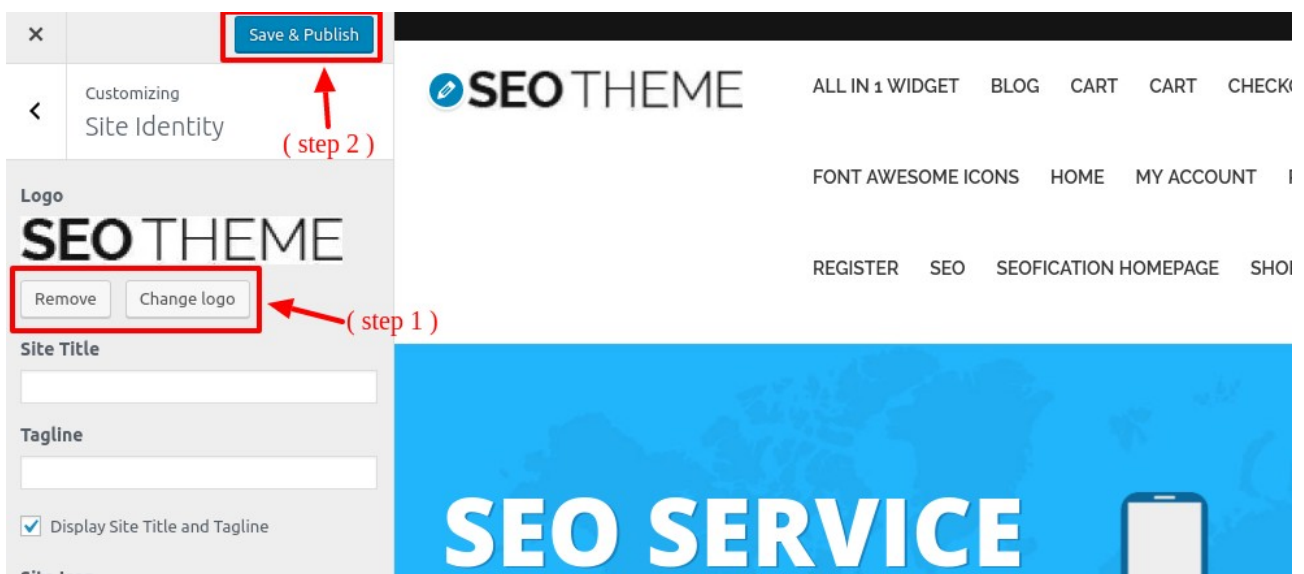 Save & Publish
Customizing
Site Identity
( step 2 )
Logo
SEO THEME
Remove
Change logo
( step 1 )
Site Title
Tagline
Display Site Title and Tagline
SEO THEME
ALL IN 1 WIDGET BLOG CART CART
FONT AWESOME ICONS HOME MY ACCOUNT
REGISTER SEO SEOFICATION HOMEPAGE
SEO SERVICE